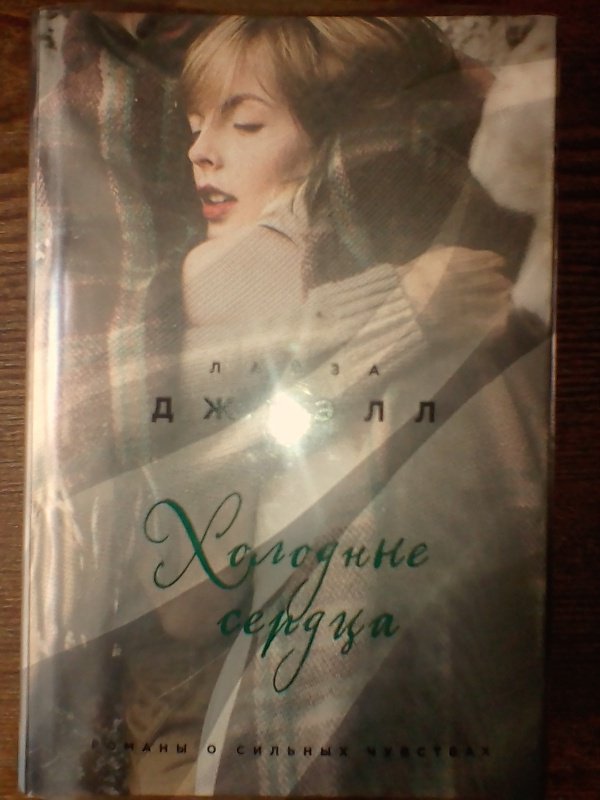 ЛАЙЗА
ДЖУЭЛЛ
Холодные
сердца
РОМАНЫ О СИЛЬНЫХ ЧУВСТВАХ